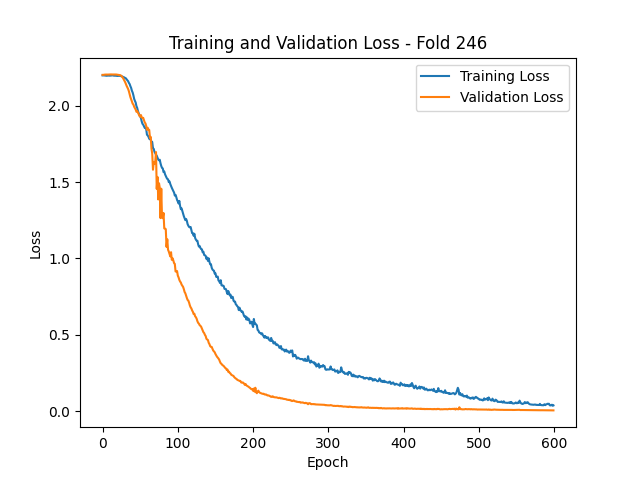 Training and Validation Loss - Fold 246
Training Loss
Validation Loss
Loss
2.0
1.5
1.0
0.5
0.0
0 100 200 300 400 500 600
Epoch